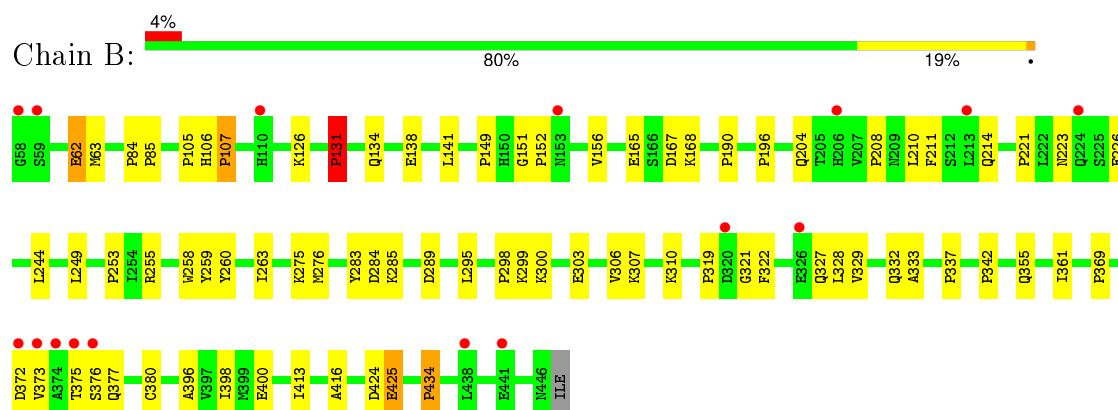 4%
Chain B:
80% 19% •
G58 S59 E62 M63 P84 P85 P105 H106 P107 H110 K126 P131 Q134 E138 L141 P149 H150 G151 P152 N153 V156 E165 S166 D167 K168 P190 P196 Q204 T205 H206 V207 P208 N209 L210 F211 S212 L213 Q214 P221 L222 N223 Q224 S225
L244 L249 P253 I254 R255 W258 Y259 Y260 I263 K275 M276 Y283 D284 K285 D289 L295 P298 K299 K300 E303 V306 K307 K310 P319 D320 G321 F322 E326 Q327 L328 V329 Q332 A333 P337 P342 Q355 I361 P369
D372 V373 A374 T375 S376 Q377 C380 A396 V397 I398 M399 E400 I413 A416 D424 E425 P434 L438 E441 N446 ILE